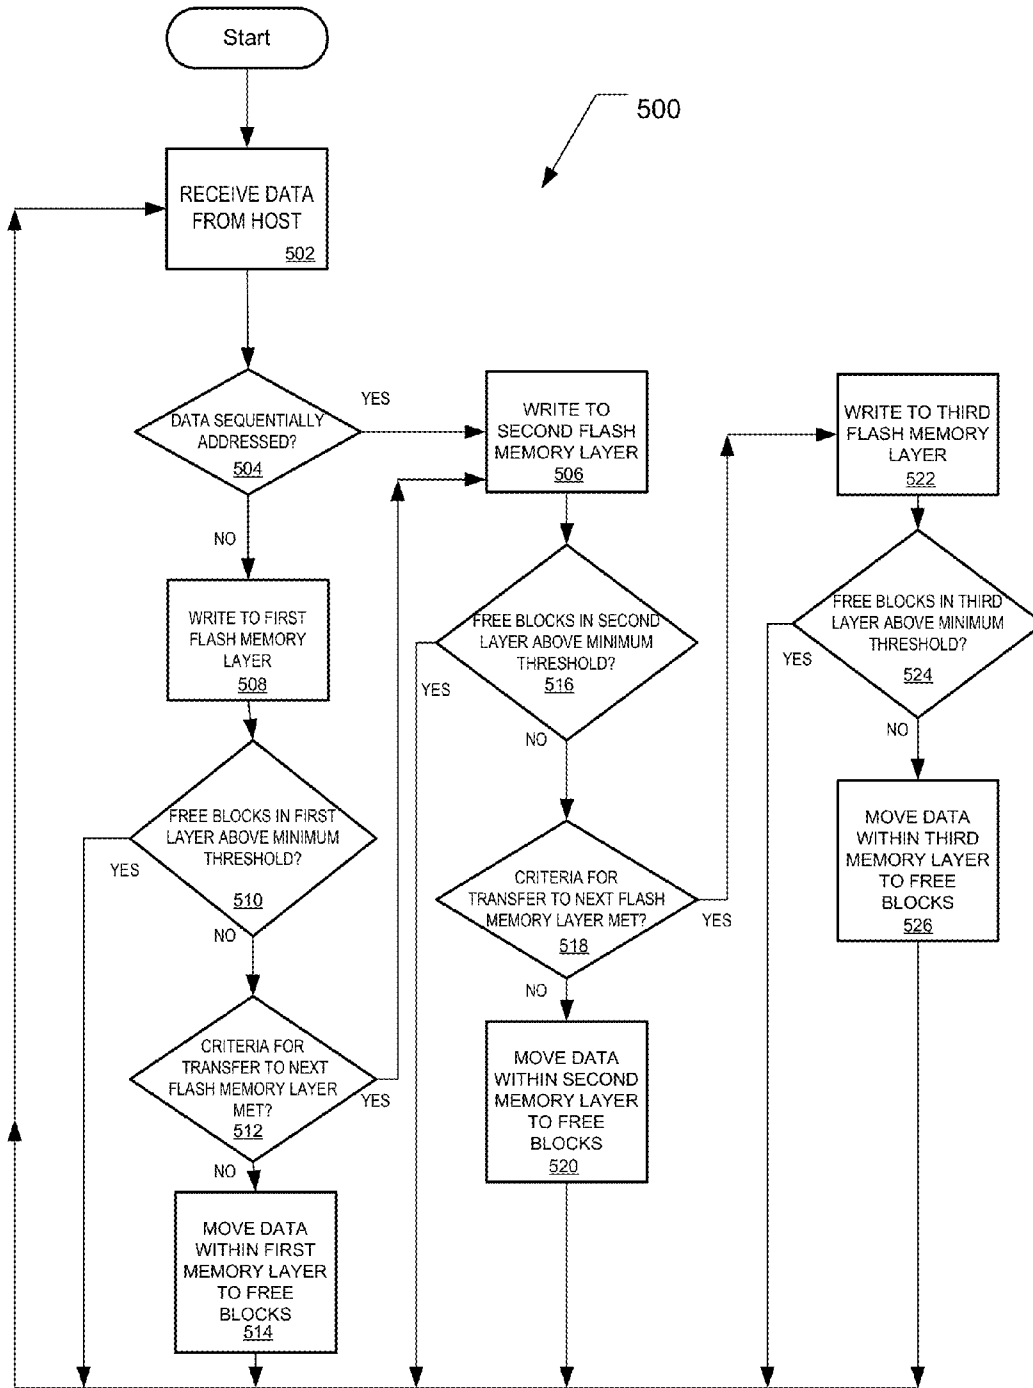 Start
500
RECEIVE DATA
FROM HOST
502
DATA SEQUENTIALLY
ADDRESSED?
504
YES
NO
WRITE TO
SECOND FLASH
MEMORY LAYER
506
WRITE TO THIRD
FLASH MEMORY
LAYER
522
WRITE TO FIRST
FLASH MEMORY
LAYER
508
FREE BLOCKS IN SECOND
LAYER ABOVE MINIMUM
THRESHOLD?
516
YES
NO
FREE BLOCKS IN THIRD
LAYER ABOVE MINIMUM
THRESHOLD?
524
YES
NO
FREE BLOCKS IN FIRST
LAYER ABOVE MINIMUM
THRESHOLD?
510
YES
NO
CRITERIA FOR
TRANSFER TO NEXT FLASH
MEMORY LAYER MET?
518
YES
NO
MOVE DATA
WITHIN THIRD
MEMORY LAYER
TO FREE
BLOCKS
526
CRITERIA FOR
TRANSFER TO NEXT
FLASH MEMORY LAYER
MET?
512
YES
NO
MOVE DATA
WITHIN SECOND
MEMORY LAYER
TO FREE
BLOCKS
520
MOVE DATA
WITHIN FIRST
MEMORY LAYER
TO FREE
BLOCKS
514